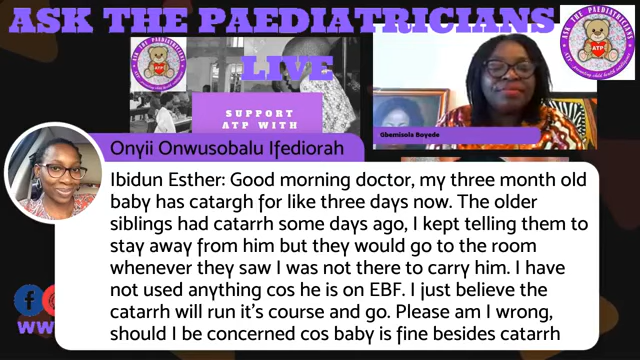 ASK THE PAEDIATRICIANS
LIVE
SUPPORT
ATP WITH
ASK THE PAEDIATRICIANS
ATP
Gbemisola Boyede
Onyii Onwusobalu Ifediorah
Ibidun Esther: Good morning doctor, my three month old
baby has catargh for like three days now. The older
siblings had catarrh some days ago, I kept telling them to
stay away from him but they would go to the room
whenever they saw I was not there to carry him. I have
not used anything cos he is on EBF. I just believe the
catarrh will run it's course and go. Please am I wrong,
should I be concerned cos baby is fine besides catarrh